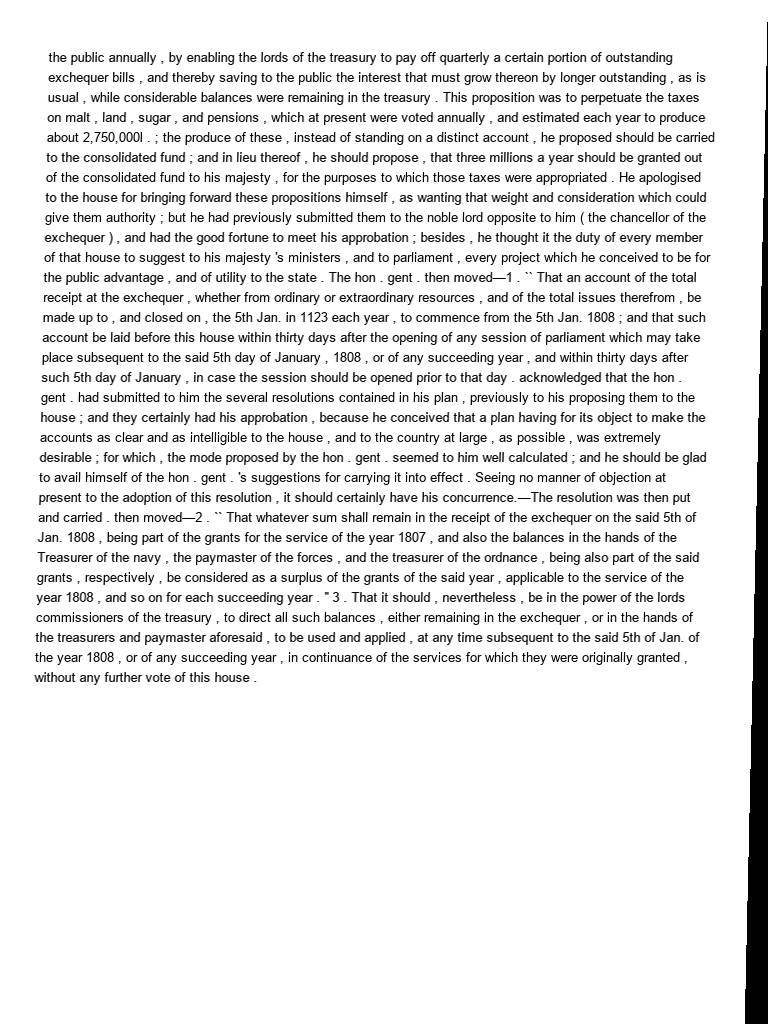 the public annually , by enabling the lords of the treasury to pay off quarterly a certain portion of outstanding
exchequer bills , and thereby saving to the public the interest that must grow thereon by longer outstanding , as is
usual , while considerable balances were remaining in the treasury . This proposition was to perpetuate the taxes
on malt , land , sugar , and pensions , which at present were voted annually , and estimated each year to produce
about 2,750,000l . ; the produce of these , instead of standing on a distinct account , he proposed should be carried
to the consolidated fund ; and in lieu thereof , he should propose , that three millions a year should be granted out
of the consolidated fund to his majesty , for the purposes to which those taxes were appropriated . He apologised
to the house for bringing forward these propositions himself , as wanting that weight and consideration which could
give them authority ; but he had previously submitted them to the noble lord opposite to him ( the chancellor of the
exchequer ) , and had the good fortune to meet his approbation ; besides , he thought it the duty of every member
of that house to suggest to his majesty 's ministers , and to parliament , every project which he conceived to be for
the public advantage , and of utility to the state . The hon . gent . then moved—1 . `` That an account of the total
receipt at the exchequer , whether from ordinary or extraordinary resources , and of the total issues therefrom , be
made up to , and closed on , the 5th Jan. in 1123 each year , to commence from the 5th Jan. 1808 ; and that such
account be laid before this house within thirty days after the opening of any session of parliament which may take
place subsequent to the said 5th day of January , 1808 , or of any succeeding year , and within thirty days after
such 5th day of January , in case the session should be opened prior to that day . acknowledged that the hon .
gent . had submitted to him the several resolutions contained in his plan , previously to his proposing them to the
house ; and they certainly had his approbation , because he conceived that a plan having for its object to make the
accounts as clear and as intelligible to the house , and to the country at large , as possible , was extremely
desirable ; for which , the mode proposed by the hon . gent . seemed to him well calculated ; and he should be glad
to avail himself of the hon . gent . 's suggestions for carrying it into effect . Seeing no manner of objection at
present to the adoption of this resolution , it should certainly have his concurrence.—The resolution was then put
and carried . then moved—2 . `` That whatever sum shall remain in the receipt of the exchequer on the said 5th of
Jan. 1808 , being part of the grants for the service of the year 1807 , and also the balances in the hands of the
Treasurer of the navy , the paymaster of the forces , and the treasurer of the ordnance , being also part of the said
grants , respectively , be considered as a surplus of the grants of the said year , applicable to the service of the
year 1808 , and so on for each succeeding year . '' 3 . That it should , nevertheless , be in the power of the lords
commissioners of the treasury , to direct all such balances , either remaining in the exchequer , or in the hands of
the treasurers and paymaster aforesaid , to be used and applied , at any time subsequent to the said 5th of Jan. of
the year 1808 , or of any succeeding year , in continuance of the services for which they were originally granted ,
without any further vote of this house .